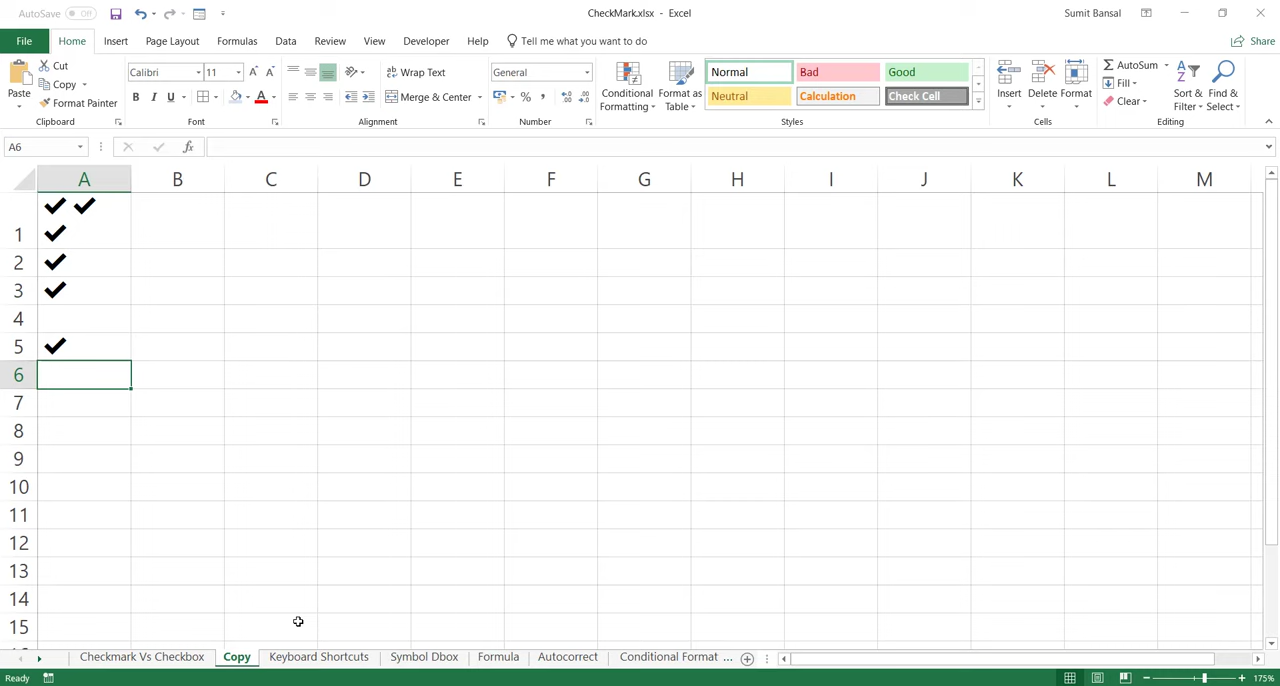 AutoSave Off CheckMark.xlsx - Excel Sumit Bansal
File Home Insert Page Layout Formulas Data Review View Developer Help Tell me what you want to do Share
Paste Cut Copy Format Painter Calibri 11 A A B I U A Wrap Text Merge & Center General % , Conditional Formatting Format as Table Normal Bad Good Neutral Calculation Check Cell Insert Delete Format AutoSum Fill Clear Sort & Filter Find & Select
Clipboard Font Alignment Number Styles Cells Editing
A6 fx
A B C D E F G H I J K L M
✔ ✔
1 ✔
2 ✔
3 ✔
4
5 ✔
6
7
8
9
10
11
12
13
14
15
Checkmark Vs Checkbox Copy Keyboard Shortcuts Symbol Dbox Formula Autocorrect Conditional Format ...
Ready 175%